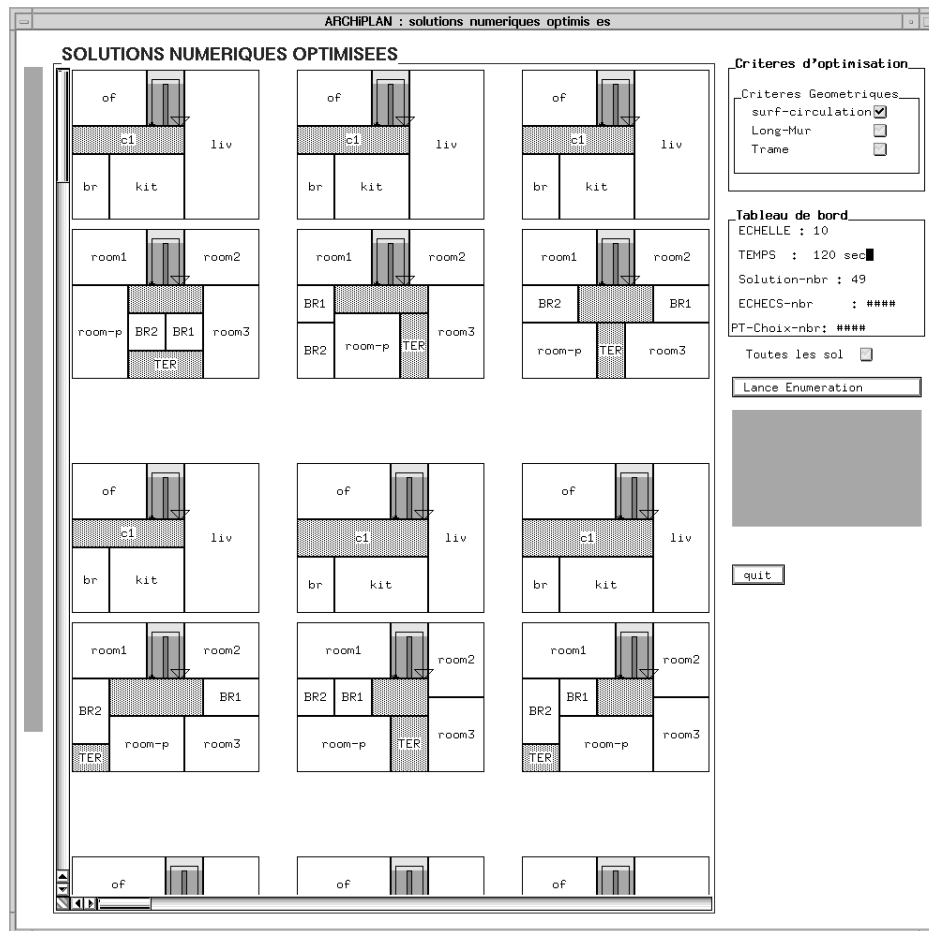 ARCHiPLAN : solutions numeriques optimis es
SOLUTIONS NUMERIQUES OPTIMISEES
of
c1
liv
br
kit
of
c1
liv
br
kit
of
c1
liv
br
kit
room1
room2
room-p
BR2
BR1
room3
TER
room1
room2
BR1
BR2
room-p
TER
room3
room1
room2
BR2
BR1
room-p
TER
room3
of
c1
liv
br
kit
of
c1
liv
br
kit
of
c1
liv
br
kit
room1
room2
BR2
BR1
TER
room-p
room3
room1
room2
BR2
BR1
room-p
TER
room3
room1
room2
BR2
BR1
TER
room-p
room3
of
of
of
Criteres d'optimisation
Criteres Geometriques
surf-circulation
Long-Mur
Trame
Tableau de bord
ECHELLE : 10
TEMPS : 120 sec
Solution-nbr : 49
ECHECS-nbr : ####
PT-Choix-nbr: ####
Toutes les sol
Lance Enumeration
quit